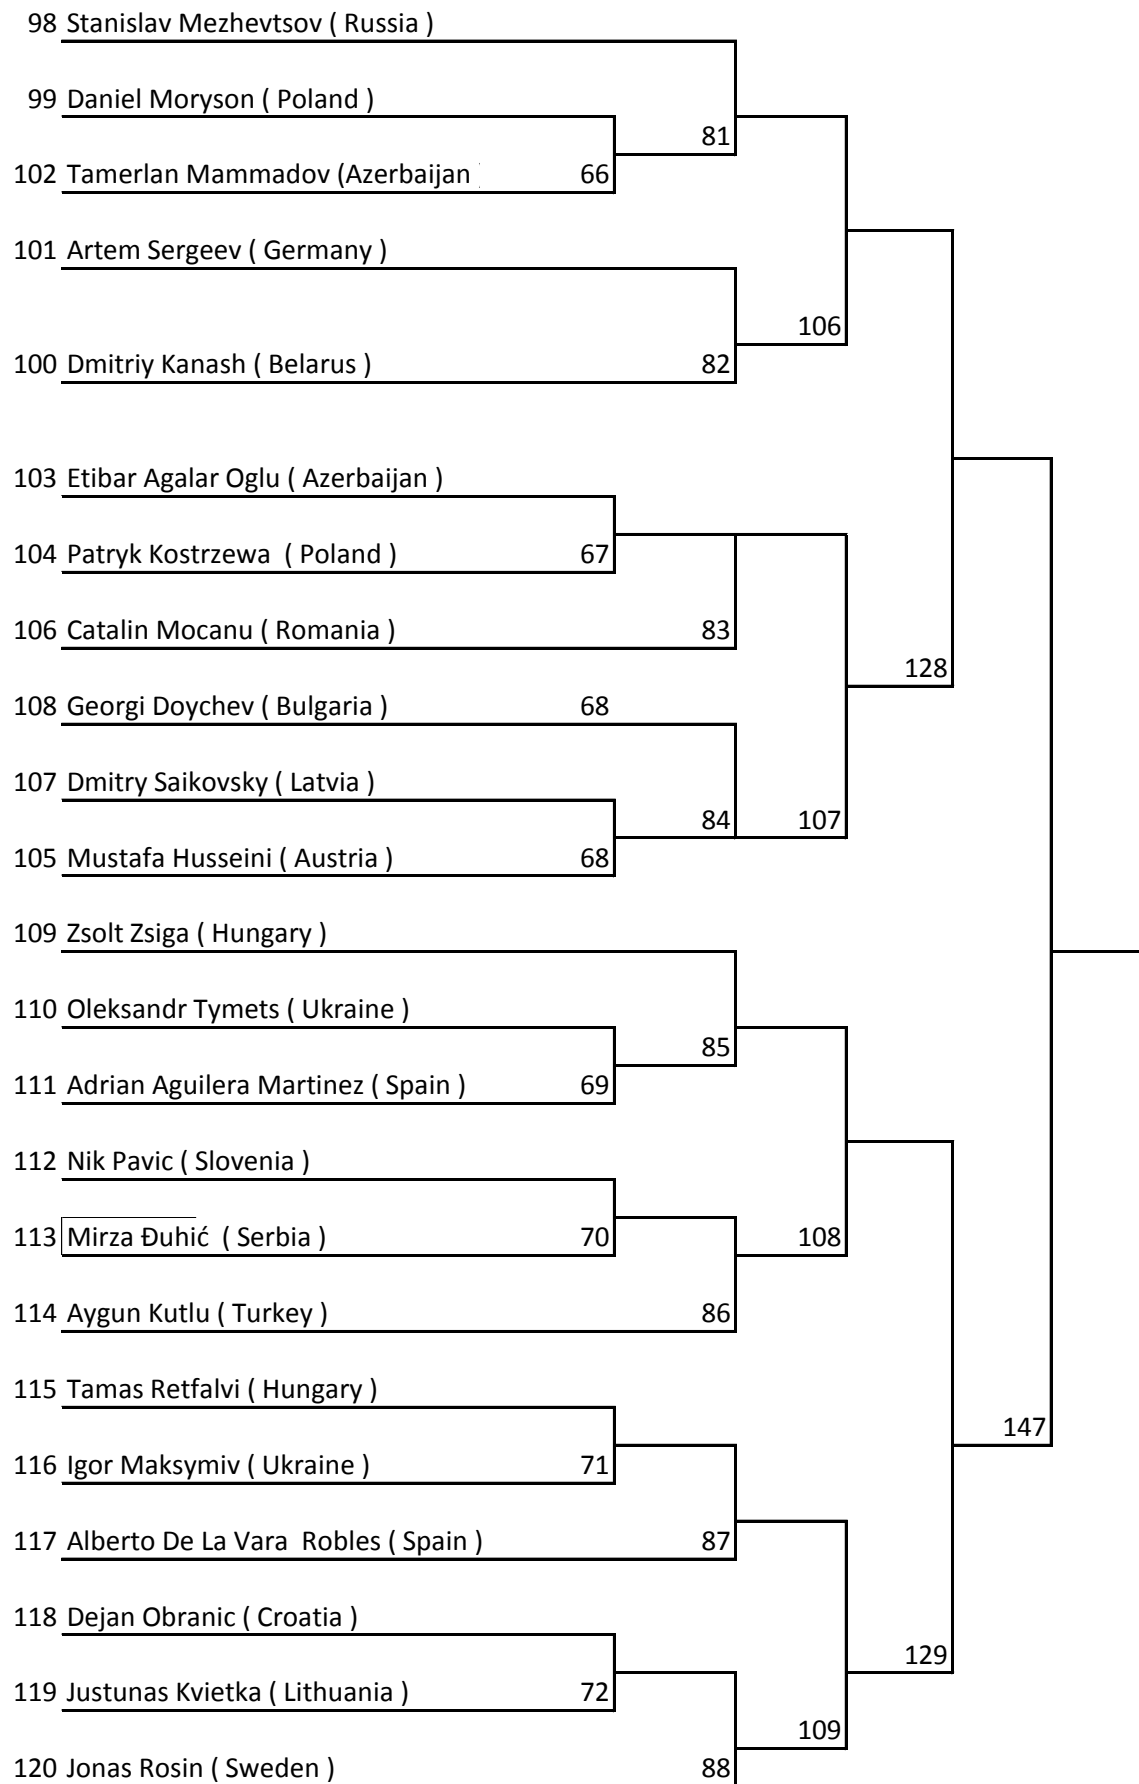 98 Stanislav Mezhevtsov ( Russia )
99 Daniel Moryson ( Poland )
81
102 Tamerlan Mammadov (Azerbaijan 66
101 Artem Sergeev ( Germany )
106
100 Dmitriy Kanash ( Belarus ) 82
103 Etibar Agalar Oglu ( Azerbaijan )
104 Patryk Kostrzewa ( Poland ) 67
106 Catalin Mocanu ( Romania ) 83
128
108 Georgi Doychev ( Bulgaria ) 68
107 Dmitry Saikovsky ( Latvia )
84 107
105 Mustafa Husseini ( Austria ) 68
109 Zsolt Zsiga ( Hungary )
110 Oleksandr Tymets ( Ukraine )
85
111 Adrian Aguilera Martinez ( Spain ) 69
112 Nik Pavic ( Slovenia )
113 Mirza Đuhić ( Serbia ) 70 108
114 Aygun Kutlu ( Turkey ) 86
115 Tamas Retfalvi ( Hungary )
147
116 Igor Maksymiv ( Ukraine ) 71
117 Alberto De La Vara Robles ( Spain ) 87
118 Dejan Obranic ( Croatia )
129
119 Justunas Kvietka ( Lithuania ) 72
109
120 Jonas Rosin ( Sweden ) 88